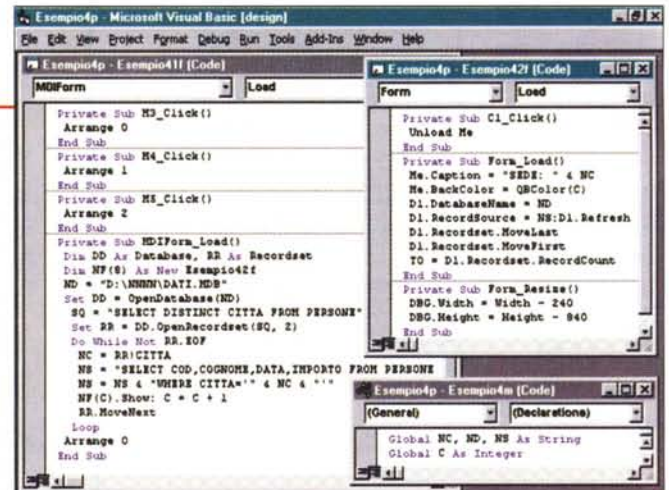 Esempio4p - Microsoft Visual Basic [design]
File Edit View Project Format Debug Run Tools Add-Ins Window Help
Esempio4p - Esempio41f (Code)
MDIForm Load
Private Sub M3_Click()
Arrange 0
End Sub
Private Sub M4_Click()
Arrange 1
End Sub
Private Sub M5_Click()
Arrange 2
End Sub
Private Sub MDIForm_Load()
Dim DD As Database, RR As Recordset
Dim NF(8) As New Esempio42f
ND = "D:\NNNN\DATI.MDB"
Set DD = OpenDatabase(ND)
SQ = "SELECT DISTINCT CITTA FROM PERSONE"
Set RR = DD.OpenRecordset(SQ, 2)
Do While Not RR.EOF
NC = RR!CITTA
NS = "SELECT COD,COGNOME,DATA,IMPORTO FROM PERSONE
NS = NS & "WHERE CITTA='" & NC & "'"
NF(C).Show: C = C + 1
RR.MoveNext
Loop
Arrange 0
End Sub
Esempio4p - Esempio42f (Code)
Form Load
Private Sub C1_Click()
Unload Me
End Sub
Private Sub Form_Load()
Me.Caption = "SEDE: " & NC
Me.BackColor = QBColor(C)
D1.DatabaseName = ND
D1.RecordSource = NS:D1.Refresh
D1.Recordset.MoveLast
D1.Recordset.MoveFirst
TO = D1.Recordset.RecordCount
End Sub
Private Sub Form_Resize()
DBG.Width = Width - 240
DBG.Height = Height - 840
End Sub
Esempio4p - Esempio4m (Code)
(General) (Declarations)
Global NC, ND, NS As String
Global C As Integer